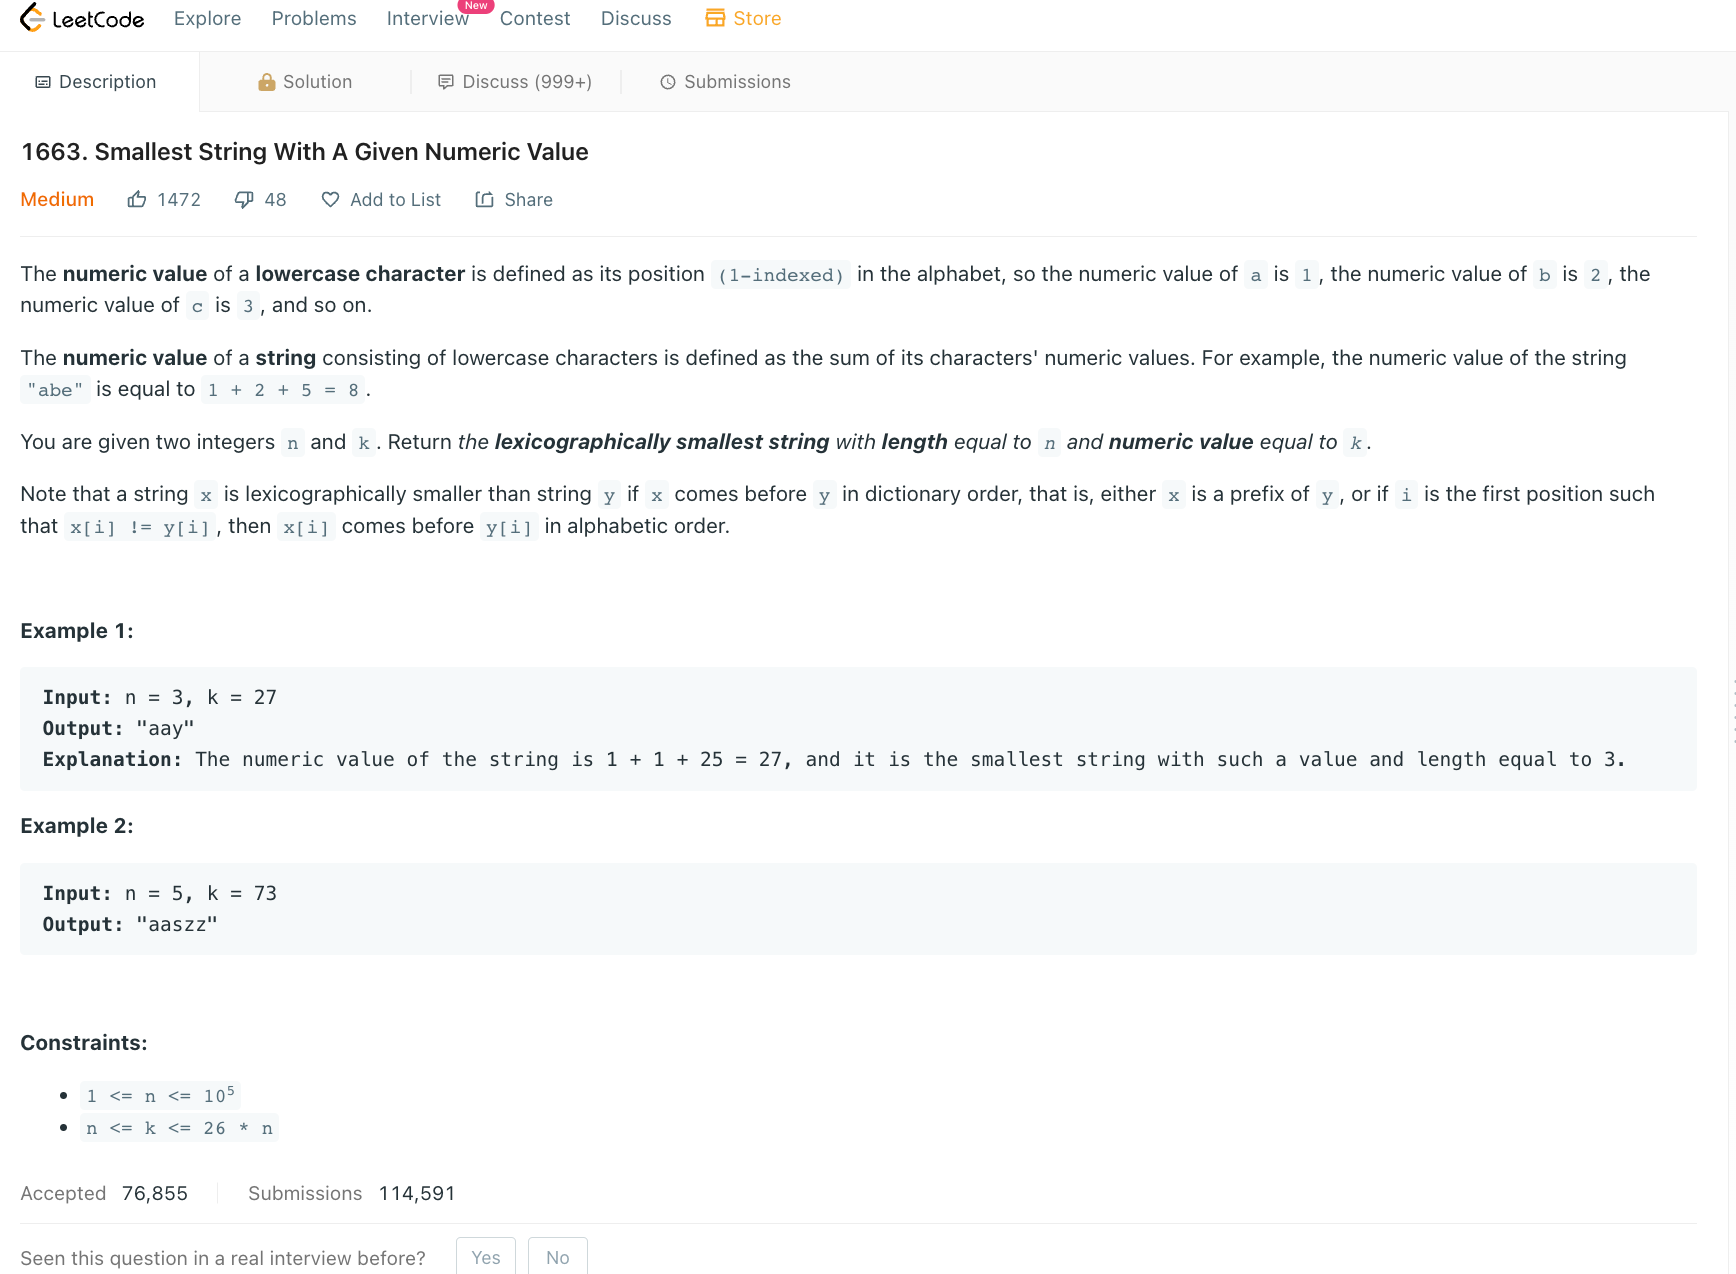 LeetCode Explore Problems Interview New Contest Discuss Store
Description Solution Discuss (999+) Submissions
1663. Smallest String With A Given Numeric Value
Medium 1472 48 Add to List Share
The numeric value of a lowercase character is defined as its position (1-indexed) in the alphabet, so the numeric value of a is 1, the numeric value of b is 2, the
numeric value of c is 3, and so on.
The numeric value of a string consisting of lowercase characters is defined as the sum of its characters' numeric values. For example, the numeric value of the string
"abe" is equal to 1 + 2 + 5 = 8.
You are given two integers n and k. Return the lexicographically smallest string with length equal to n and numeric value equal to k.
Note that a string x is lexicographically smaller than string y if x comes before y in dictionary order, that is, either x is a prefix of y, or if i is the first position such
that x[i] != y[i], then x[i] comes before y[i] in alphabetic order.
Example 1:
Input: n = 3, k = 27
Output: "aay"
Explanation: The numeric value of the string is 1 + 1 + 25 = 27, and it is the smallest string with such a value and length equal to 3.
Example 2:
Input: n = 5, k = 73
Output: "aaszz"
Constraints:
• 1 <= n <= 10⁵
• n <= k <= 26 * n
Accepted 76,855 Submissions 114,591
Seen this question in a real interview before? Yes No